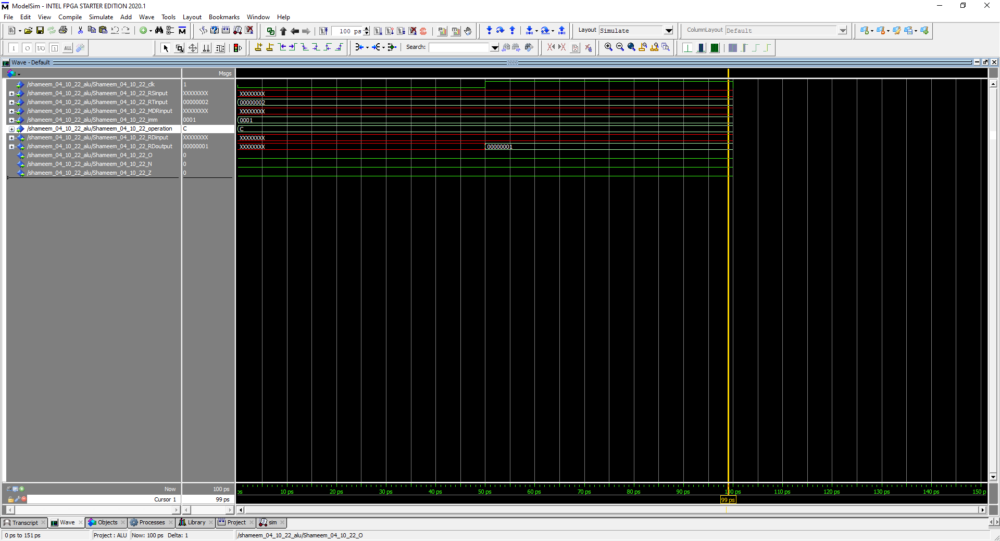 ModelSim - INTEL FPGA STARTER EDITION 2020.1
File Edit View Compile Simulate Add Wave Tools Layout Bookmarks Window Help
100 ps Layout Simulate ColumnLayout Default
ALL Search:
Wave - Default
Msgs
/shameem_04_10_22_alu/Shameem_04_10_22_clk 1
/shameem_04_10_22_alu/Shameem_04_10_22_RSinput XXXXXXXX XXXXXXXX
/shameem_04_10_22_alu/Shameem_04_10_22_RTinput 00000002 00000002
/shameem_04_10_22_alu/Shameem_04_10_22_MDRinput XXXXXXXX XXXXXXXX
/shameem_04_10_22_alu/Shameem_04_10_22_imm 0001 0001
/shameem_04_10_22_alu/Shameem_04_10_22_operation C C
/shameem_04_10_22_alu/Shameem_04_10_22_RDinput XXXXXXXX XXXXXXXX
/shameem_04_10_22_alu/Shameem_04_10_22_RDoutput 00000001 XXXXXXXX 00000001
/shameem_04_10_22_alu/Shameem_04_10_22_O 0
/shameem_04_10_22_alu/Shameem_04_10_22_N 0
/shameem_04_10_22_alu/Shameem_04_10_22_Z 0
Now 100 ps ps 10 ps 20 ps 30 ps 40 ps 50 ps 60 ps 70 ps 80 ps 90 ps 100 ps 110 ps 120 ps 130 ps 140 ps 150 p
Cursor 1 99 ps 99 ps
Transcript Wave Objects Processes Library Project sim
0 ps to 151 ps Project : ALU Now: 100 ps Delta: 1 /shameem_04_10_22_alu/Shameem_04_10_22_O